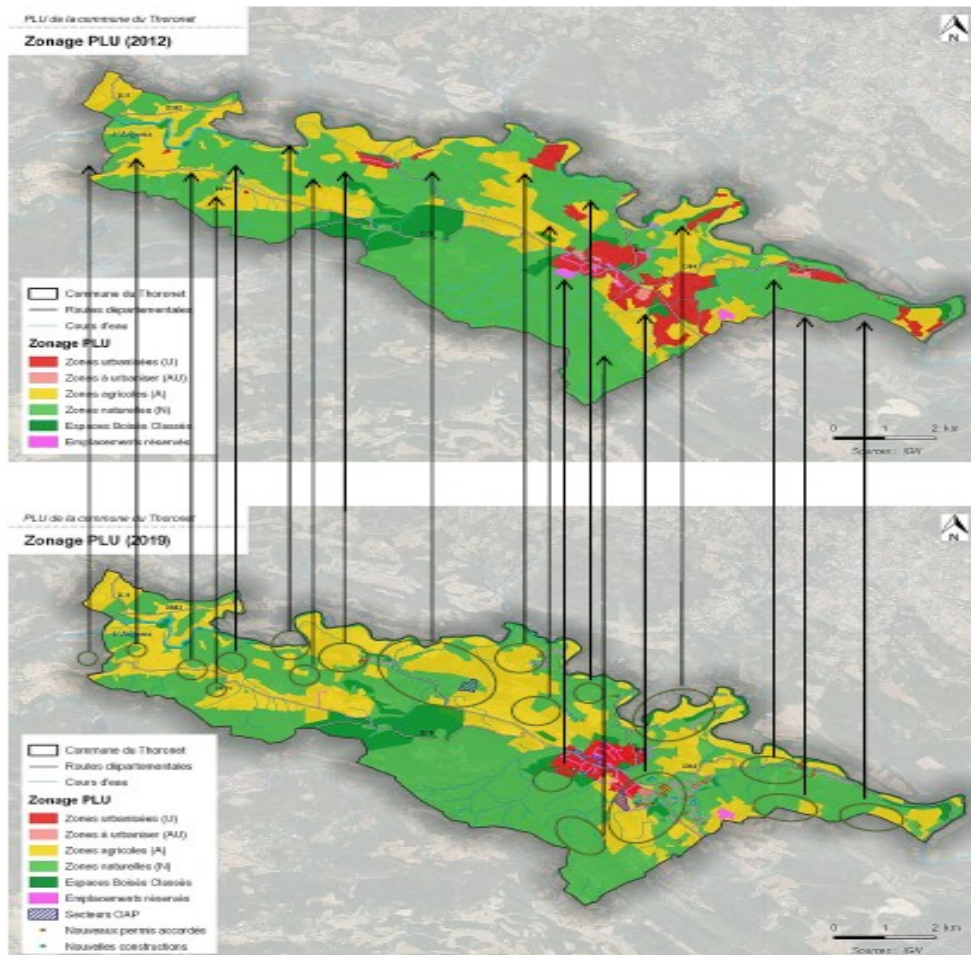 PLU de la commune du Thoronet
Zonage PLU (2012)
N
Commune du Thoronet
Routes départementales
Cours d'eau
Zonage PLU
Zones urbanisées (U)
Zones à urbaniser (AU)
Zones agricoles (A)
Zones naturelles (N)
Espaces Boisés Classés
Emplacements réservés
0 1 2 km
Sources : IGN
PLU de la commune du Thoronet
Zonage PLU (2019)
N
Commune du Thoronet
Routes départementales
Cours d'eau
Zonage PLU
Zones urbanisées (U)
Zones à urbaniser (AU)
Zones agricoles (A)
Zones naturelles (N)
Espaces Boisés Classés
Emplacements réservés
Secteurs OAP
Nouveaux permis accordés
Nouvelles constructions
0 1 2 km
Sources : IGN